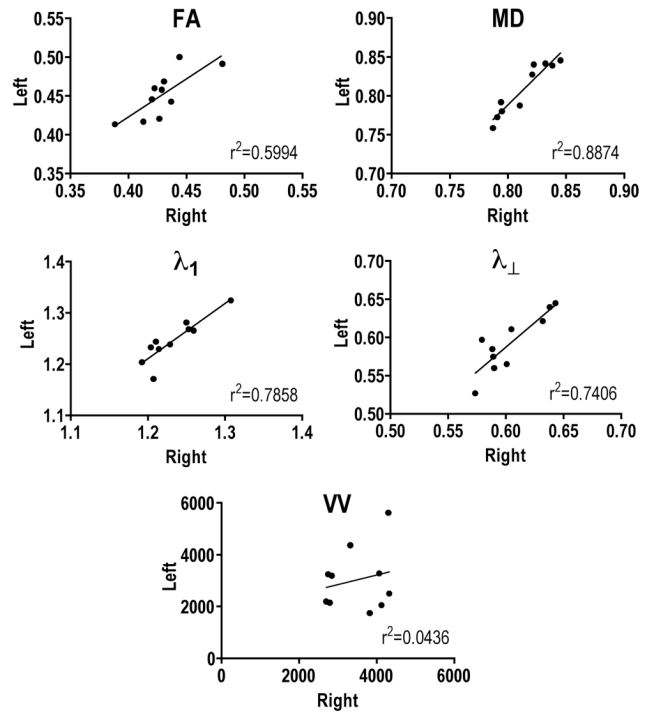 FA
0.55
0.50
0.45
0.40
0.35
Left
r²=0.5994
0.35 0.40 0.45 0.50 0.55
Right
MD
0.90
0.85
0.80
0.75
0.70
Left
r²=0.8874
0.70 0.75 0.80 0.85 0.90
Right
λ₁
1.4
1.3
1.2
1.1
Left
r²=0.7858
1.1 1.2 1.3 1.4
Right
λ⊥
0.70
0.65
0.60
0.55
0.50
Left
r²=0.7406
0.50 0.55 0.60 0.65 0.70
Right
VV
6000
4000
2000
0
Left
r²=0.0436
0 2000 4000 6000
Right